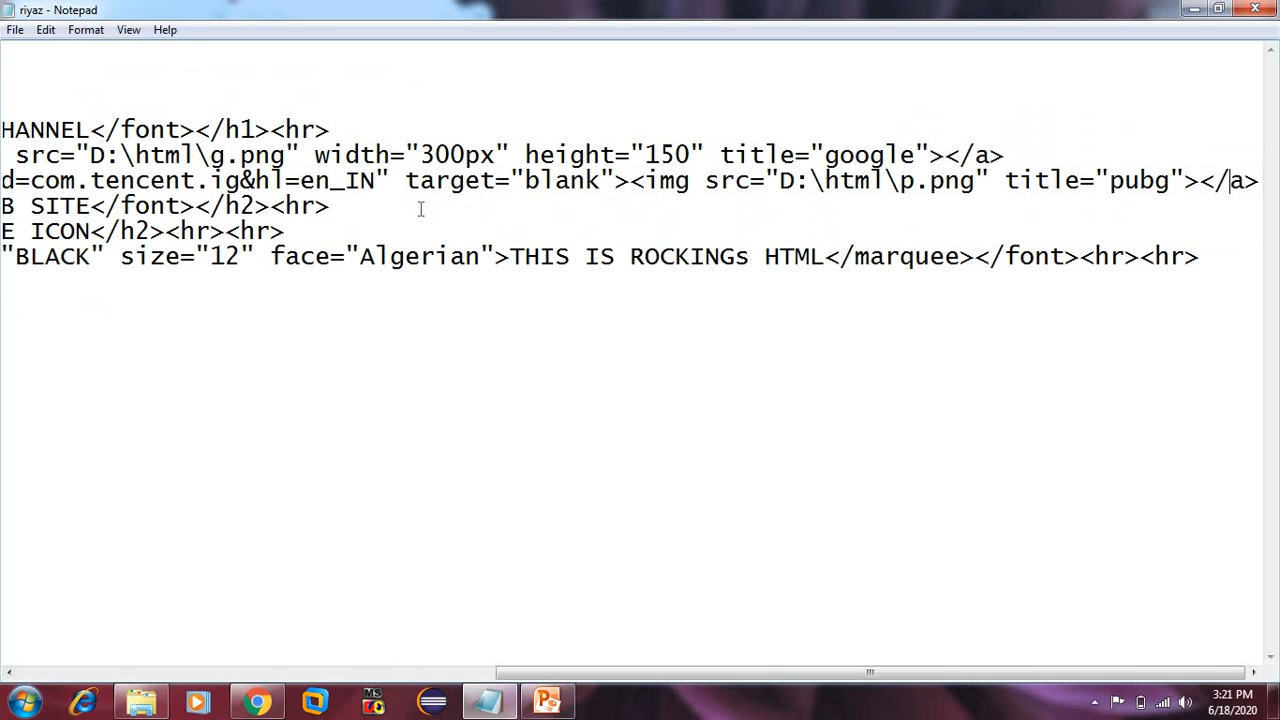 riyaz - Notepad
File Edit Format View Help
HANNEL</font></h1><hr>
src="D:\html\g.png" width="300px" height="150" title="google"></a>
d=com.tencent.ig&hl=en_IN" target="blank"><img src="D:\html\p.png" title="pubg"></a>
B SITE</font></h2><hr>
E ICON</h2><hr><hr>
"BLACK" size="12" face="Algerian">THIS IS ROCKINGs HTML</marquee></font><hr><hr>
MS
3:21 PM
6/18/2020